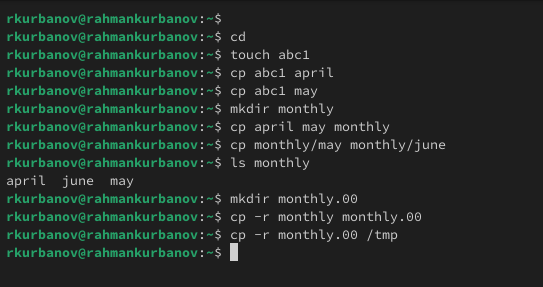 rkurbanov@rahmankurbanov:~$
rkurbanov@rahmankurbanov:~$ cd
rkurbanov@rahmankurbanov:~$ touch abc1
rkurbanov@rahmankurbanov:~$ cp abc1 april
rkurbanov@rahmankurbanov:~$ cp abc1 may
rkurbanov@rahmankurbanov:~$ mkdir monthly
rkurbanov@rahmankurbanov:~$ cp april may monthly
rkurbanov@rahmankurbanov:~$ cp monthly/may monthly/june
rkurbanov@rahmankurbanov:~$ ls monthly
april  june  may
rkurbanov@rahmankurbanov:~$ mkdir monthly.00
rkurbanov@rahmankurbanov:~$ cp -r monthly monthly.00
rkurbanov@rahmankurbanov:~$ cp -r monthly.00 /tmp
rkurbanov@rahmankurbanov:~$